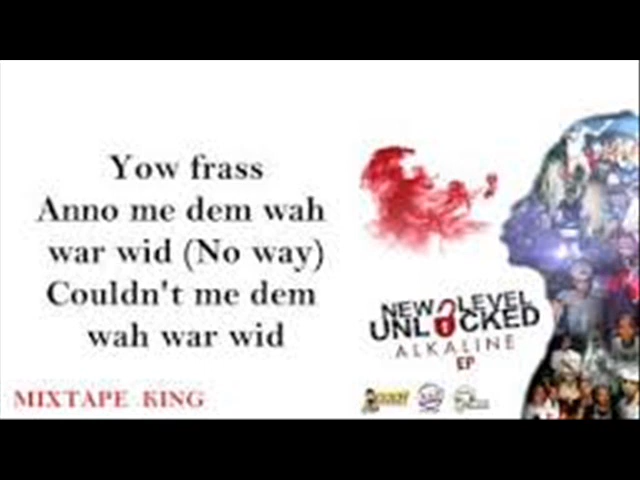 Yow frass
Anno me dem wah
war wid (No way)
Couldn't me dem
wah war wid
MIXTAPE KING
NEW LEVEL
UNLOCKED
ALKALINE
EP